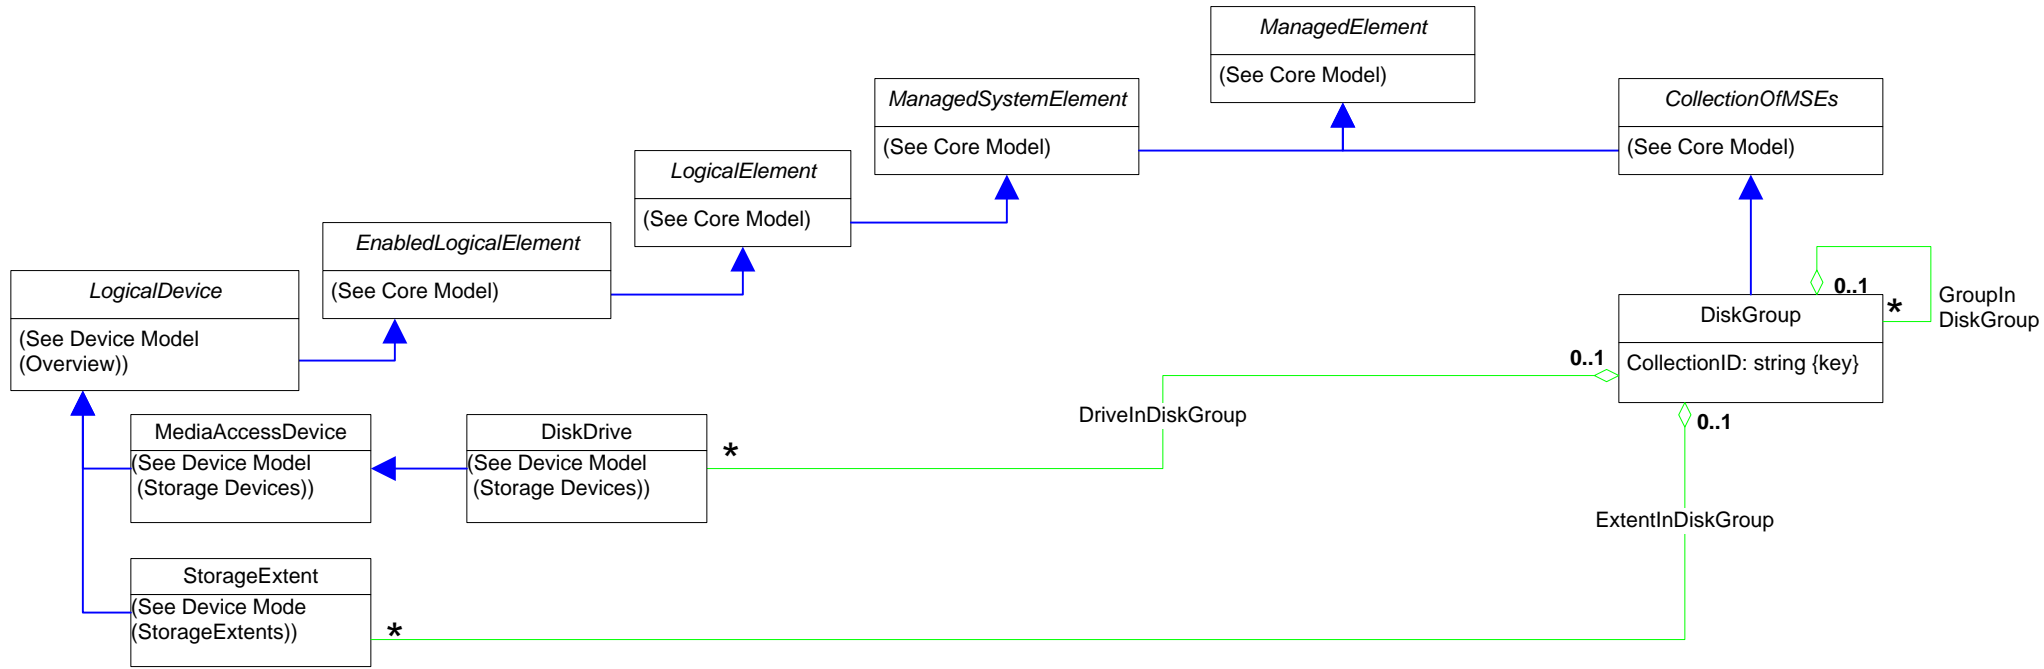 ManagedElement
(See Core Model)
ManagedSystemElement
(See Core Model)
CollectionOfMSEs
(See Core Model)
LogicalElement
(See Core Model)
EnabledLogicalElement
(See Core Model)
LogicalDevice
(See Device Model
(Overview))
0..1
*
GroupIn
DiskGroup
DiskGroup
CollectionID: string {key}
0..1
DriveInDiskGroup
0..1
MediaAccessDevice
(See Device Model
(Storage Devices))
DiskDrive
(See Device Model
(Storage Devices))
*
ExtentInDiskGroup
StorageExtent
(See Device Mode
(StorageExtents))
*